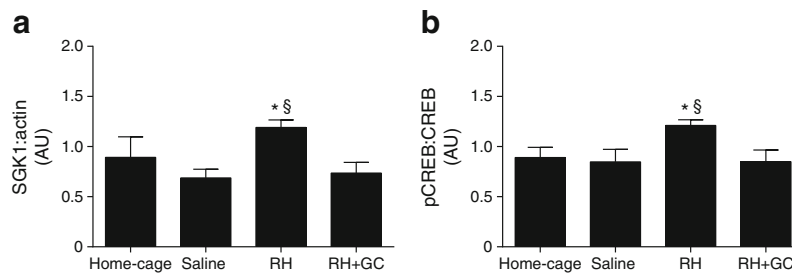 a
SGK1:actin
(AU)
2.0
1.5
1.0
0.5
0
* §
Home-cage Saline RH RH+GC
b
pCREB:CREB
(AU)
2.0
1.5
1.0
0.5
0
* §
Home-cage Saline RH RH+GC